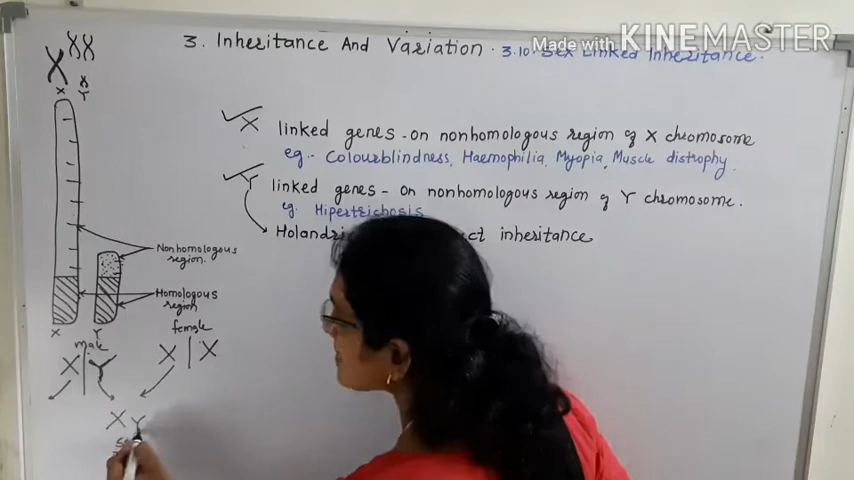 3. Inheritance And Variation . 3.10. Sex Linked Inheritance.
Made with KINEMASTER
X linked genes - on nonhomologous region of X chromosome
eg:- Colourblindness, Haemophilia, Myopia, Muscle distrophy.
Y linked genes - on nonhomologous region of Y chromosome.
eg. Hipertrichosis
inheritance
X
X
Y
Nonhomologous
region.
Homologous
region
X Y
male
female
X Y
X X
X Y